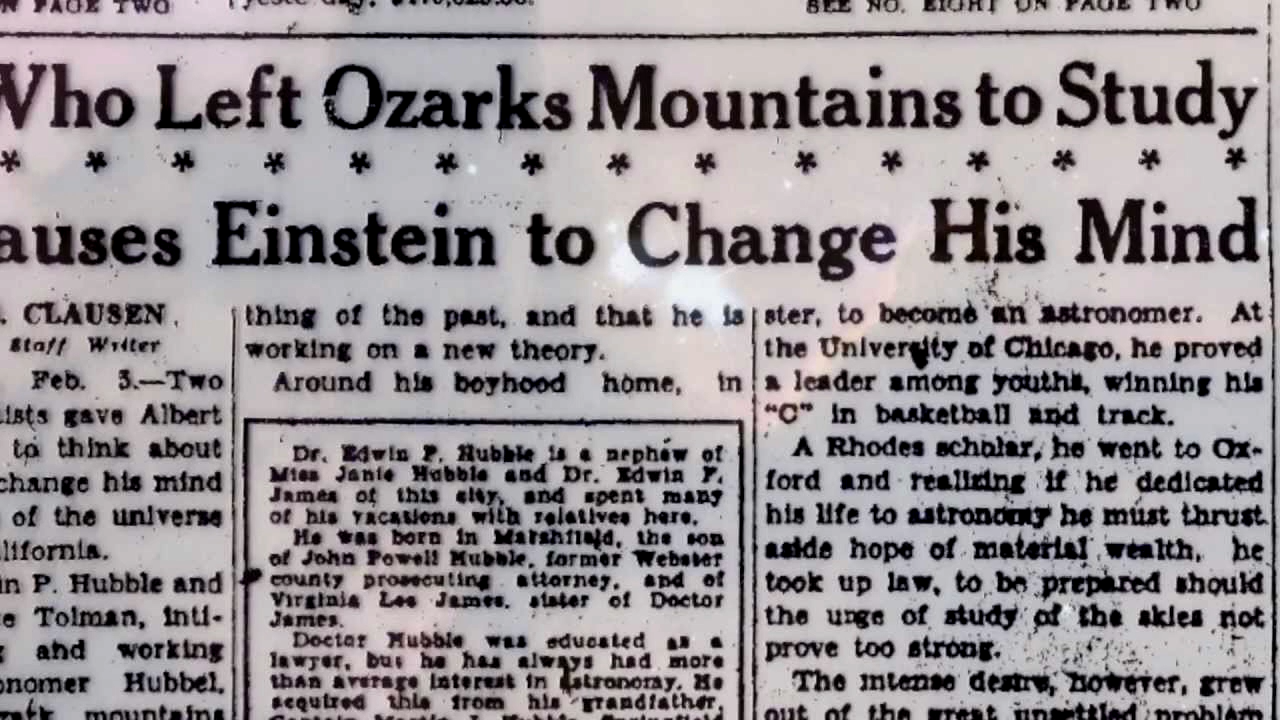 ON PAGE TWO
SEE NO. EIGHT ON PAGE TWO
Who Left Ozarks Mountains to Study
* * * * * * * * * * * * * * *
auses Einstein to Change His Mind
. CLAUSEN
Staff Writer
Feb. 3.—Two
ists gave Albert
to think about
change his mind
of the universe
lifornia.
in P. Hubble and
e Tolman, inti-
and working
onomer Hubbel,
mountains
thing of the past, and that he is
working on a new theory.
Around his boyhood home, in
Dr. Edwin P. Hubble is a nephew of
Miss Janie Hubble and Dr. Edwin F.
James of this city, and spent many
of his vacations with relatives here.
He was born in Marshfield, the son
of John Powell Hubble, former Webster
county prosecuting attorney, and of
Virginia Lee James, sister of Doctor
James.
Doctor Hubble was educated as a
lawyer, but he has always had more
than average interest in astronomy. He
acquired this from his grandfather,
ster, to become an astronomer. At
the University of Chicago, he proved
a leader among youths, winning his
“C” in basketball and track.
A Rhodes scholar, he went to Ox-
ford and realizing if he dedicated
his life to astronomy he must thrust
aside hope of material wealth, he
took up law, to be prepared should
the urge of study of the skies not
prove too strong.
The intense desire, however, grew
out of the great unsettled problem